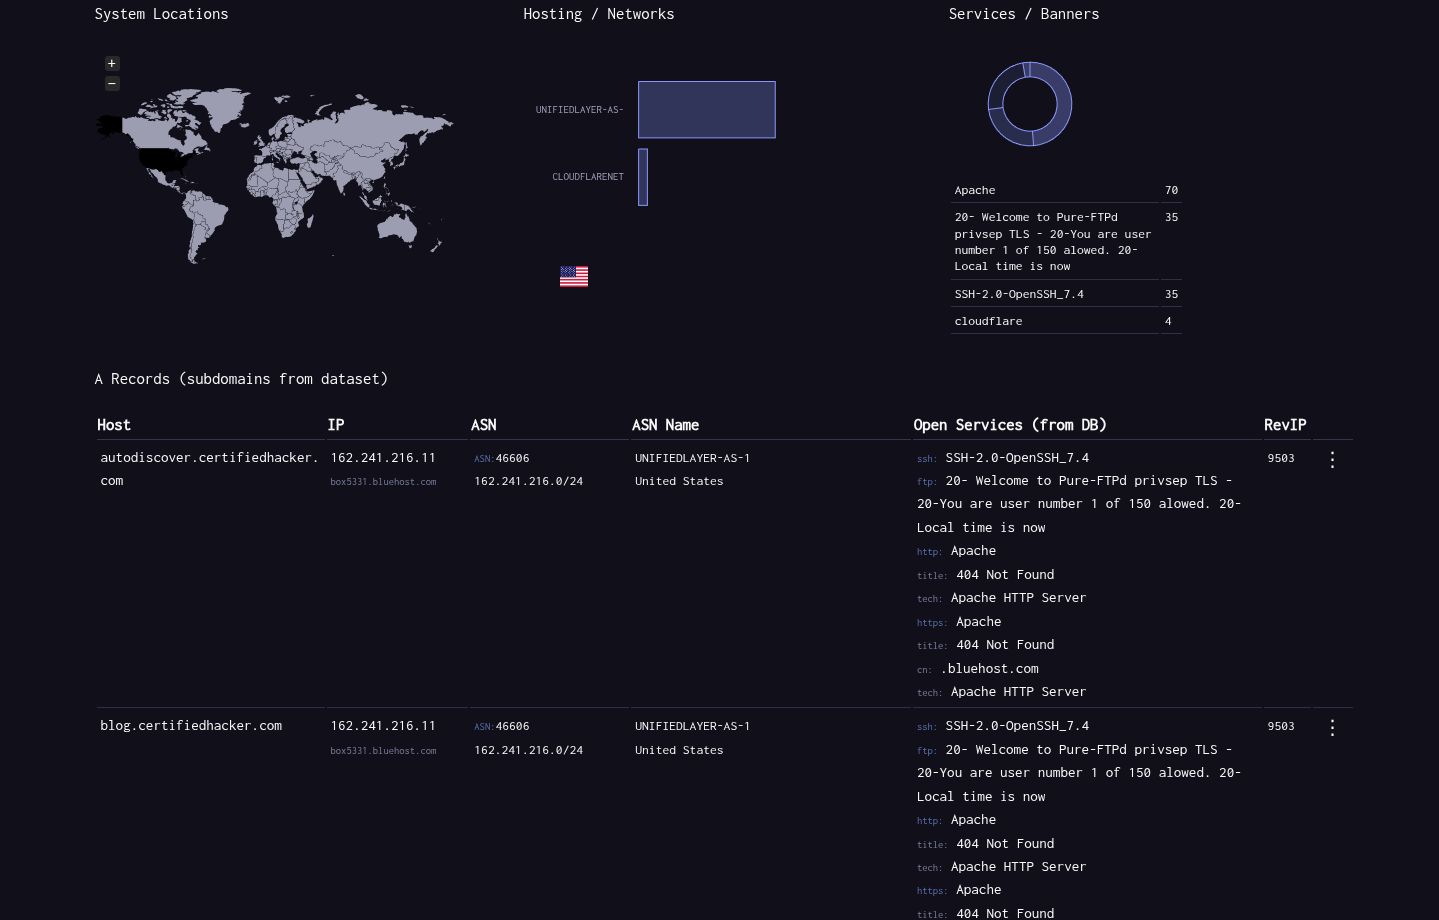 System Locations
Hosting / Networks
Services / Banners
+
−
UNIFIEDLAYER-AS-
CLOUDFLARENET
Apache 70
20- Welcome to Pure-FTPd 35
privsep TLS - 20-You are user
number 1 of 150 alowed. 20-
Local time is now
SSH-2.0-OpenSSH_7.4 35
cloudflare 4
A Records (subdomains from dataset)
Host IP ASN ASN Name Open Services (from DB) RevIP
autodiscover.certifiedhacker. 162.241.216.11 ASN:46606 UNIFIEDLAYER-AS-1 ssh: SSH-2.0-OpenSSH_7.4 9503 ⋮
com box5331.bluehost.com 162.241.216.0/24 United States ftp: 20- Welcome to Pure-FTPd privsep TLS -
20-You are user number 1 of 150 alowed. 20-
Local time is now
http: Apache
title: 404 Not Found
tech: Apache HTTP Server
https: Apache
title: 404 Not Found
cn: .bluehost.com
tech: Apache HTTP Server
blog.certifiedhacker.com 162.241.216.11 ASN:46606 UNIFIEDLAYER-AS-1 ssh: SSH-2.0-OpenSSH_7.4 9503 ⋮
box5331.bluehost.com 162.241.216.0/24 United States ftp: 20- Welcome to Pure-FTPd privsep TLS -
20-You are user number 1 of 150 alowed. 20-
Local time is now
http: Apache
title: 404 Not Found
tech: Apache HTTP Server
https: Apache
title: 404 Not Found